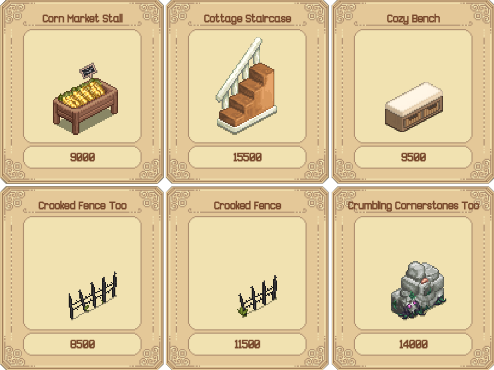 Corn Market Stall
Cottage Staircase
Cozy Bench
9000
15500
9500
Crooked Fence Too
Crooked Fence
Crumbling Cornerstones Too
8500
11500
14000